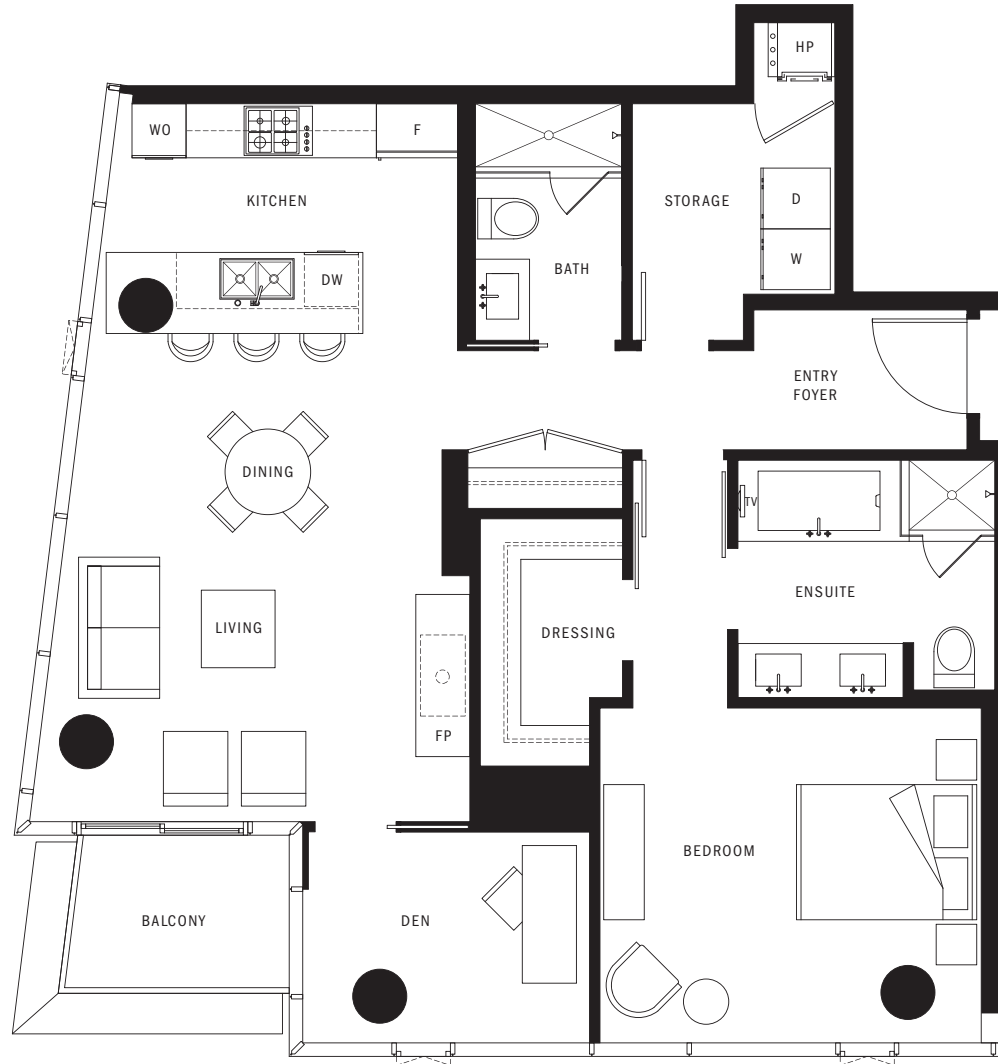 HP
WO
F
KITCHEN
STORAGE
D
BATH
W
DW
ENTRY
FOYER
DINING
TV
ENSUITE
LIVING
DRESSING
FP
BEDROOM
BALCONY
DEN